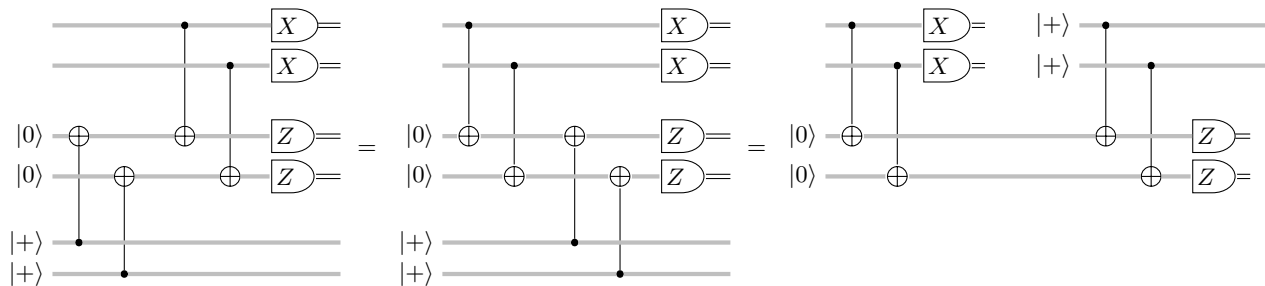 X = X = X = |+⟩
X = X = X = |+⟩
|0⟩ Z = |0⟩ Z = |0⟩ Z =
= =
|0⟩ Z = |0⟩ Z = |0⟩ Z =
|+⟩ |+⟩
|+⟩ |+⟩